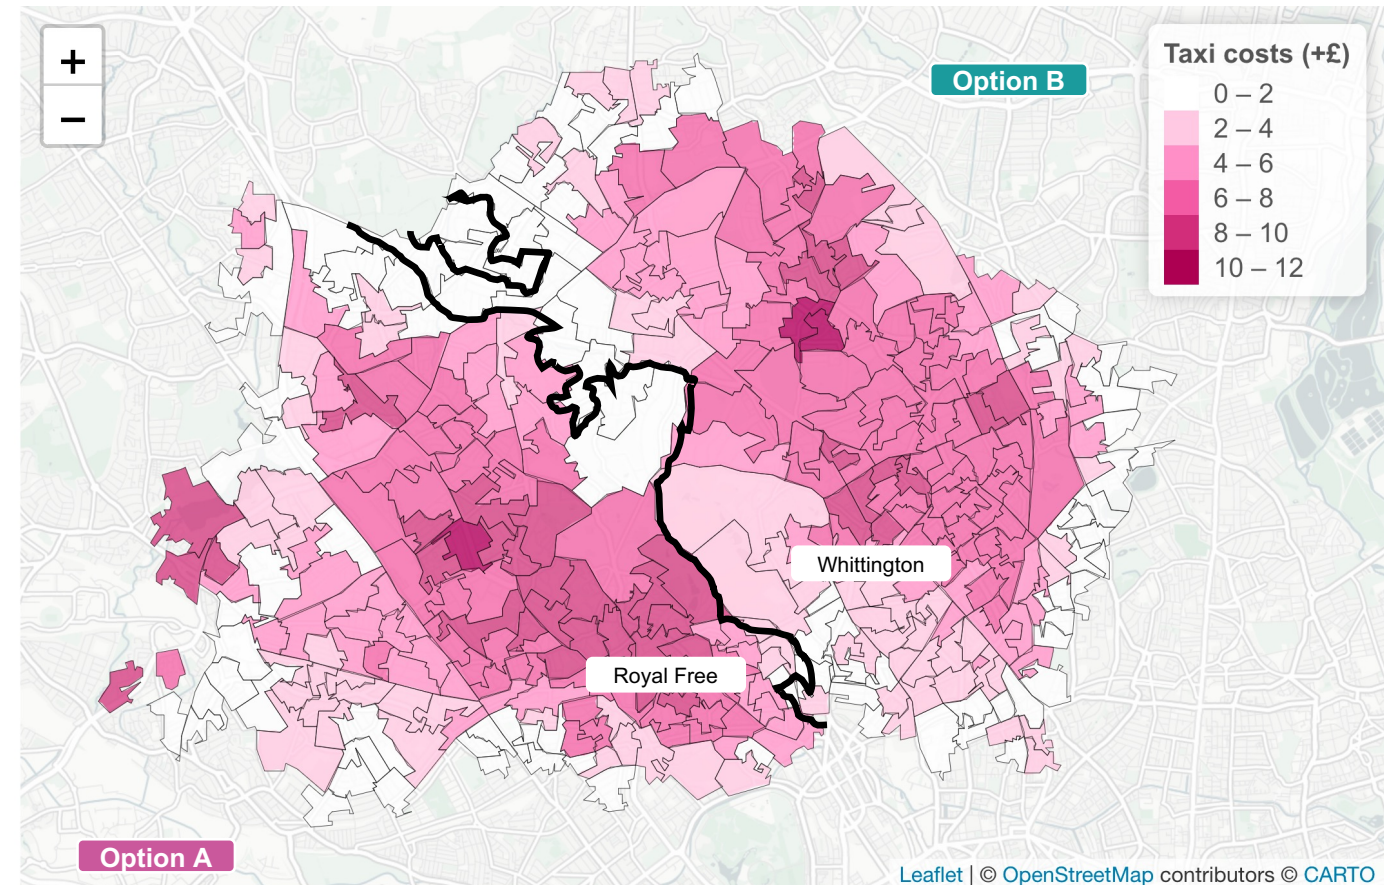 +
−
Option B
Taxi costs (+£)
0 – 2
2 – 4
4 – 6
6 – 8
8 – 10
10 – 12
Whittington
Royal Free
Option A
Leaflet | © OpenStreetMap contributors © CARTO